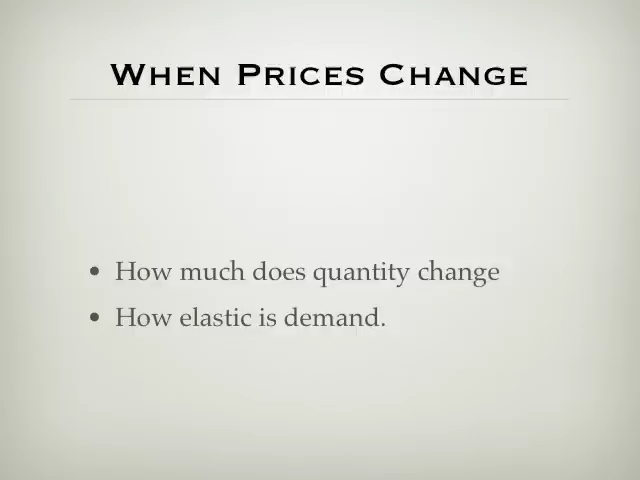 When Prices Change
• How much does quantity change
• How elastic is demand.